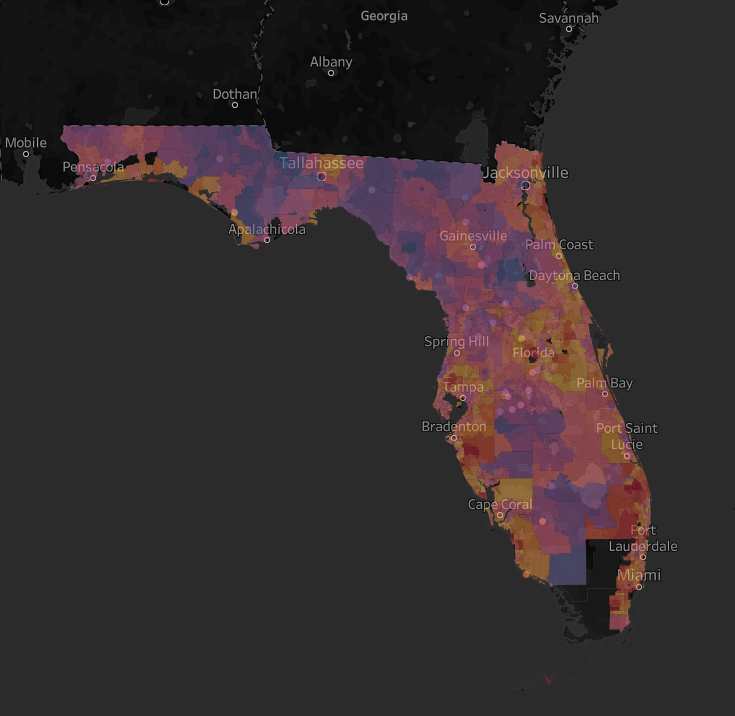 Georgia
Savannah
Albany
Dothan
Mobile
Pensacola
Tallahassee
Jacksonville
Apalachicola
Gainesville
Palm Coast
Daytona Beach
Spring Hill
Florida
Tampa
Palm Bay
Bradenton
Port Saint
Lucie
Cape Coral
Fort
Lauderdale
Miami